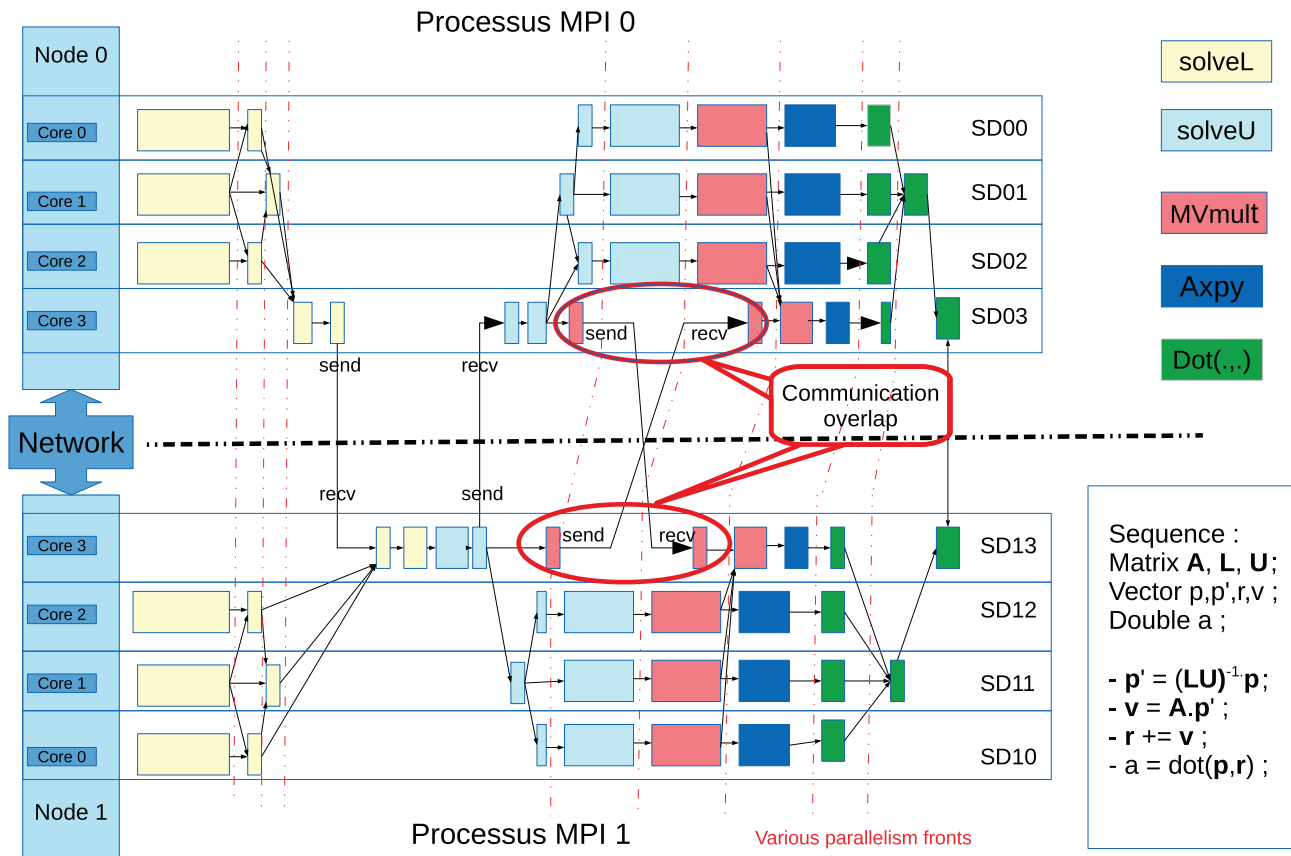 Processus MPI 0
Node 0
solveL
solveU
MVmult
Axpy
Dot(.,.)
Core 0
SD00
Core 1
SD01
Core 2
SD02
Core 3
SD03
send
recv
send
recv
Communication
overlap
Network
recv
send
send
recv
Core 3
SD13
Core 2
SD12
Core 1
SD11
Core 0
SD10
Node 1
Processus MPI 1
Various parallelism fronts
Sequence :
Matrix A, L, U;
Vector p,p',r,v ;
Double a ;
- p' = (LU)⁻¹.p;
- v = A.p' ;
- r += v ;
- a = dot(p,r) ;